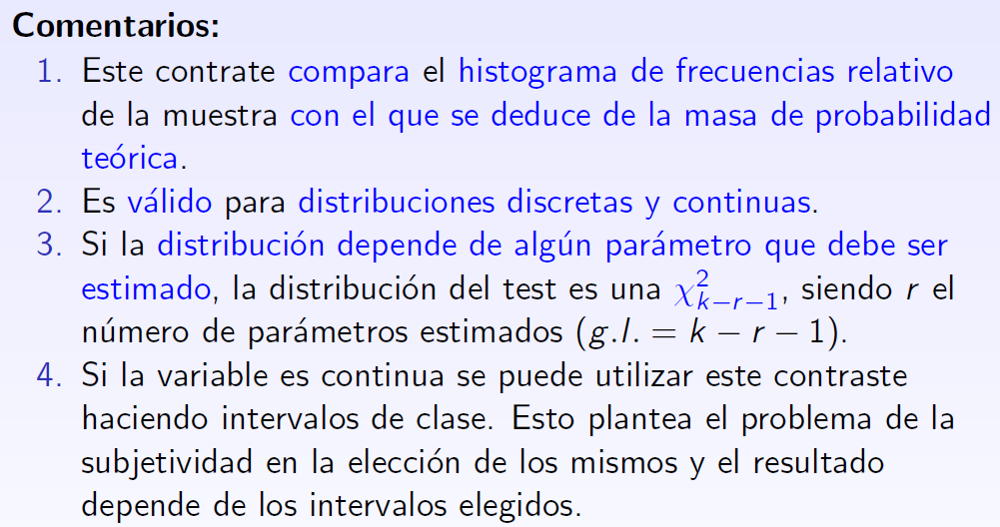 Comentarios:
1. Este contrate compara el histograma de frecuencias relativo
de la muestra con el que se deduce de la masa de probabilidad
teórica.
2. Es válido para distribuciones discretas y continuas.
3. Si la distribución depende de algún parámetro que debe ser
estimado, la distribución del test es una χ²ₖ₋ᵣ₋₁, siendo r el
número de parámetros estimados (g.l. = k − r − 1).
4. Si la variable es continua se puede utilizar este contraste
haciendo intervalos de clase. Esto plantea el problema de la
subjetividad en la elección de los mismos y el resultado
depende de los intervalos elegidos.